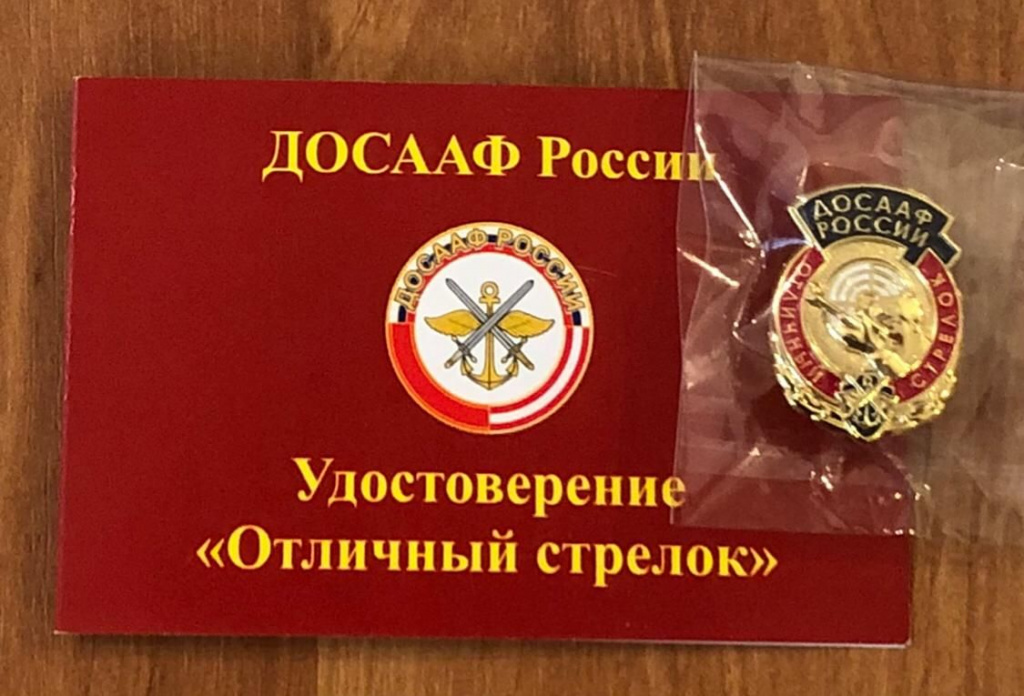 ДОСААФ России
ДОСААФ РОССИИ
Удостоверение
«Отличный стрелок»
ДОСААФ
РОССИИ
ОТЛИЧНЫЙ
СТРЕЛОК